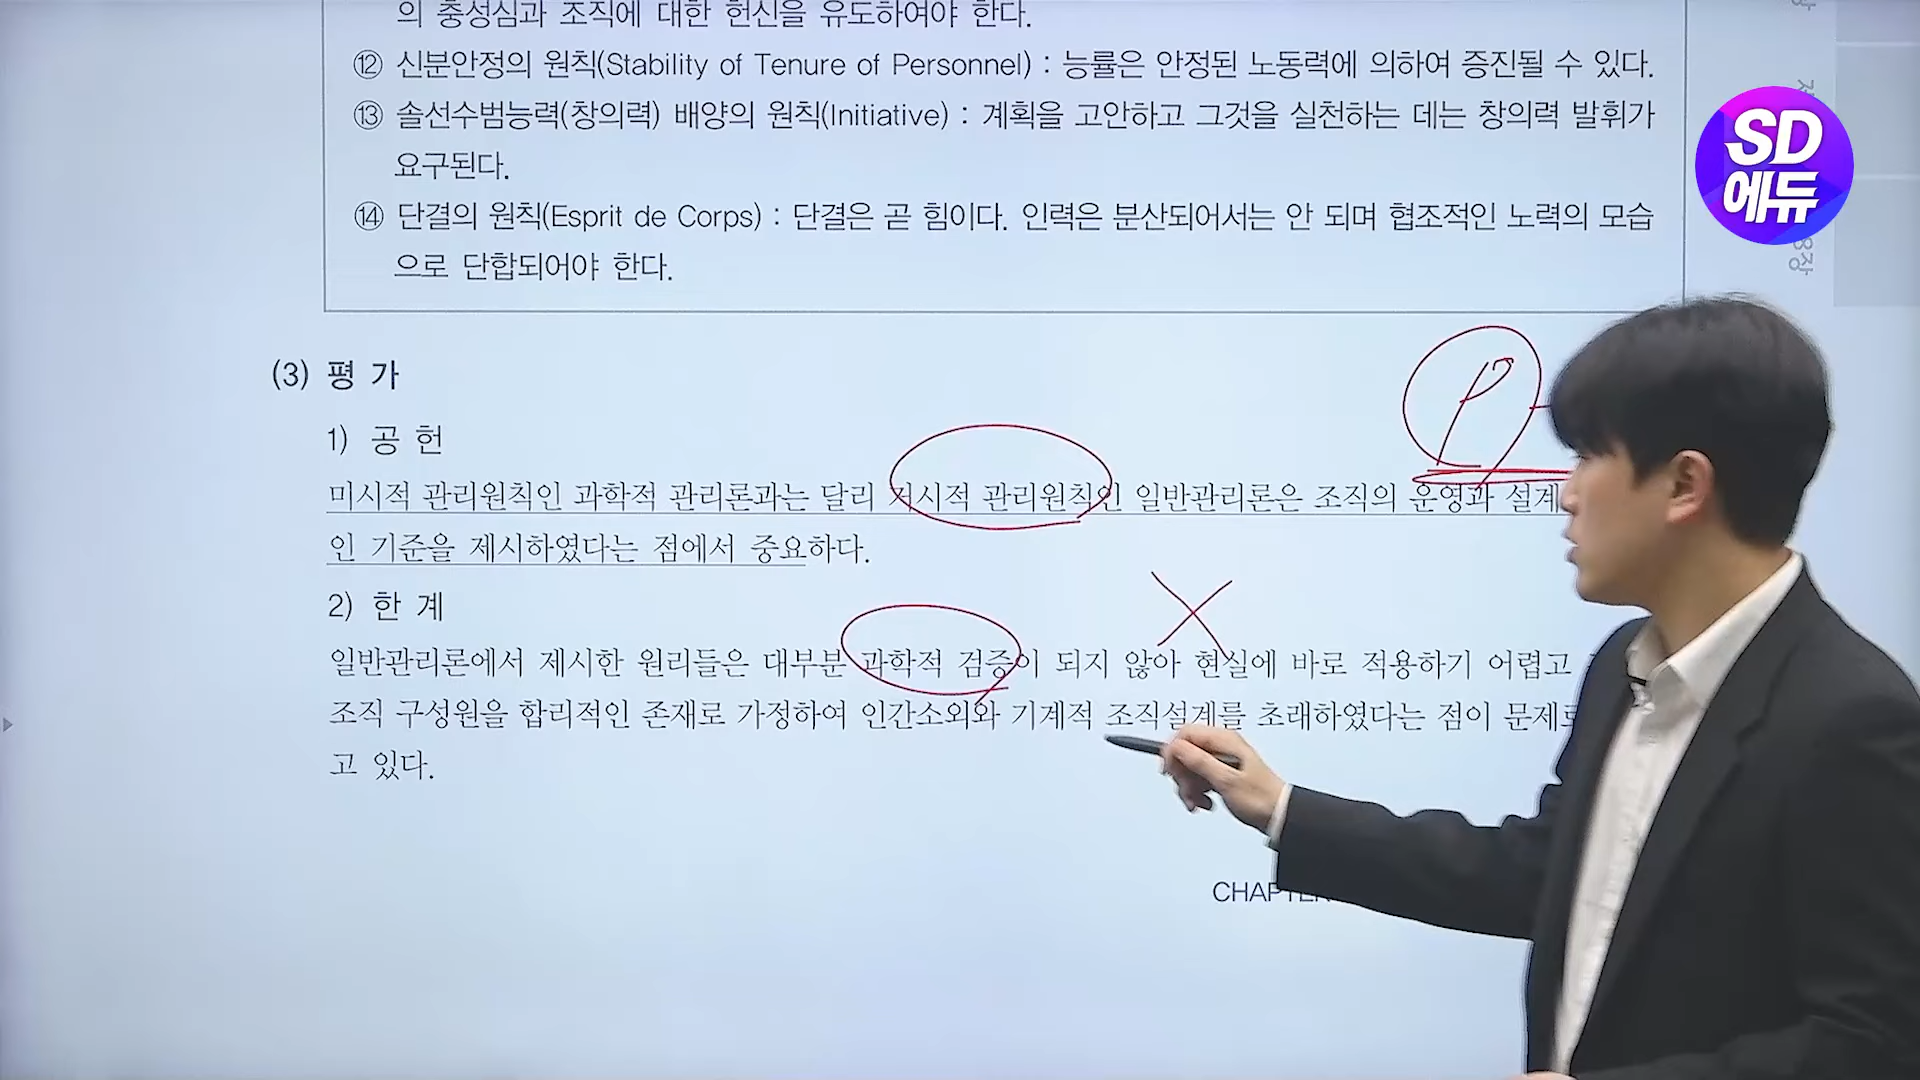 의 충성심과 조직에 대한 헌신을 유도하여야 한다.
⑫ 신분안정의 원칙(Stability of Tenure of Personnel) : 능률은 안정된 노동력에 의하여 증진될 수 있다.
⑬ 솔선수범능력(창의력) 배양의 원칙(Initiative) : 계획을 고안하고 그것을 실천하는 데는 창의력 발휘가
요구된다.
⑭ 단결의 원칙(Esprit de Corps) : 단결은 곧 힘이다. 인력은 분산되어서는 안 되며 협조적인 노력의 모습
으로 단합되어야 한다.
SD
에듀
8장
(3) 평 가
P
1) 공 헌
미시적 관리원칙인 과학적 관리론과는 달리 거시적 관리원칙인 일반관리론은 조직의 운영과 설계
인 기준을 제시하였다는 점에서 중요하다.
2) 한 계
일반관리론에서 제시한 원리들은 대부분 과학적 검증이 되지 않아 현실에 바로 적용하기 어렵고
조직 구성원을 합리적인 존재로 가정하여 인간소외와 기계적 조직설계를 초래하였다는 점이 문제로
고 있다.
CHAPTER